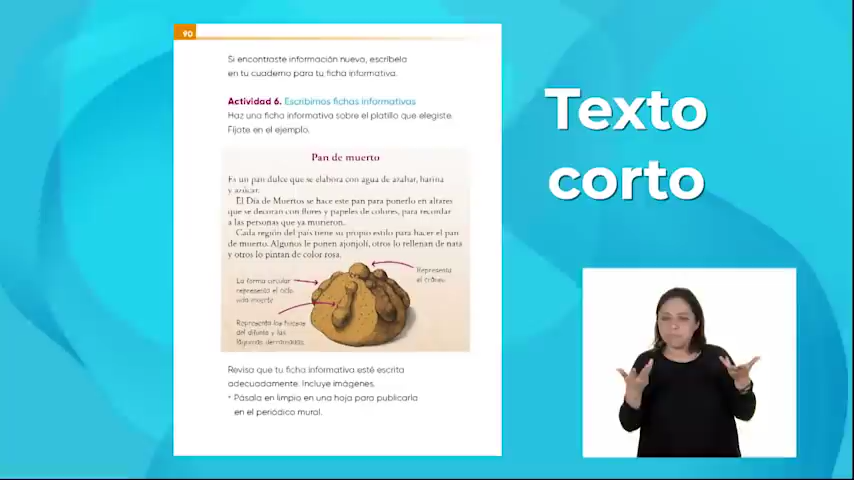 90
Si encontraste información nueva, escríbela
en tu cuaderno para tu ficha informativa.
Actividad 6. Escribimos fichas informativas
Haz una ficha informativa sobre el platillo que elegiste.
Fíjate en el ejemplo.
Pan de muerto
Es un pan dulce que se elabora con agua de azahar, harina
y azúcar.
El Día de Muertos se hace este pan para ponerlo en altares
que se decoran con flores y papeles de colores, para recordar
a las personas que ya murieron.
Cada región del país tiene su propio estilo para hacer el pan
de muerto. Algunos le ponen ajonjolí, otros lo rellenan de nata
y otros lo pintan de color rosa.
Representa
el cráneo.
La forma circular
representa el ciclo
vida-muerte
Representa los huesos
del difunto y las
lágrimas derramadas.
Revisa que tu ficha informativa esté escrita
adecuadamente. Incluye imágenes.
• Pásala en limpio en una hoja para publicarla
en el periódico mural.
Texto
corto